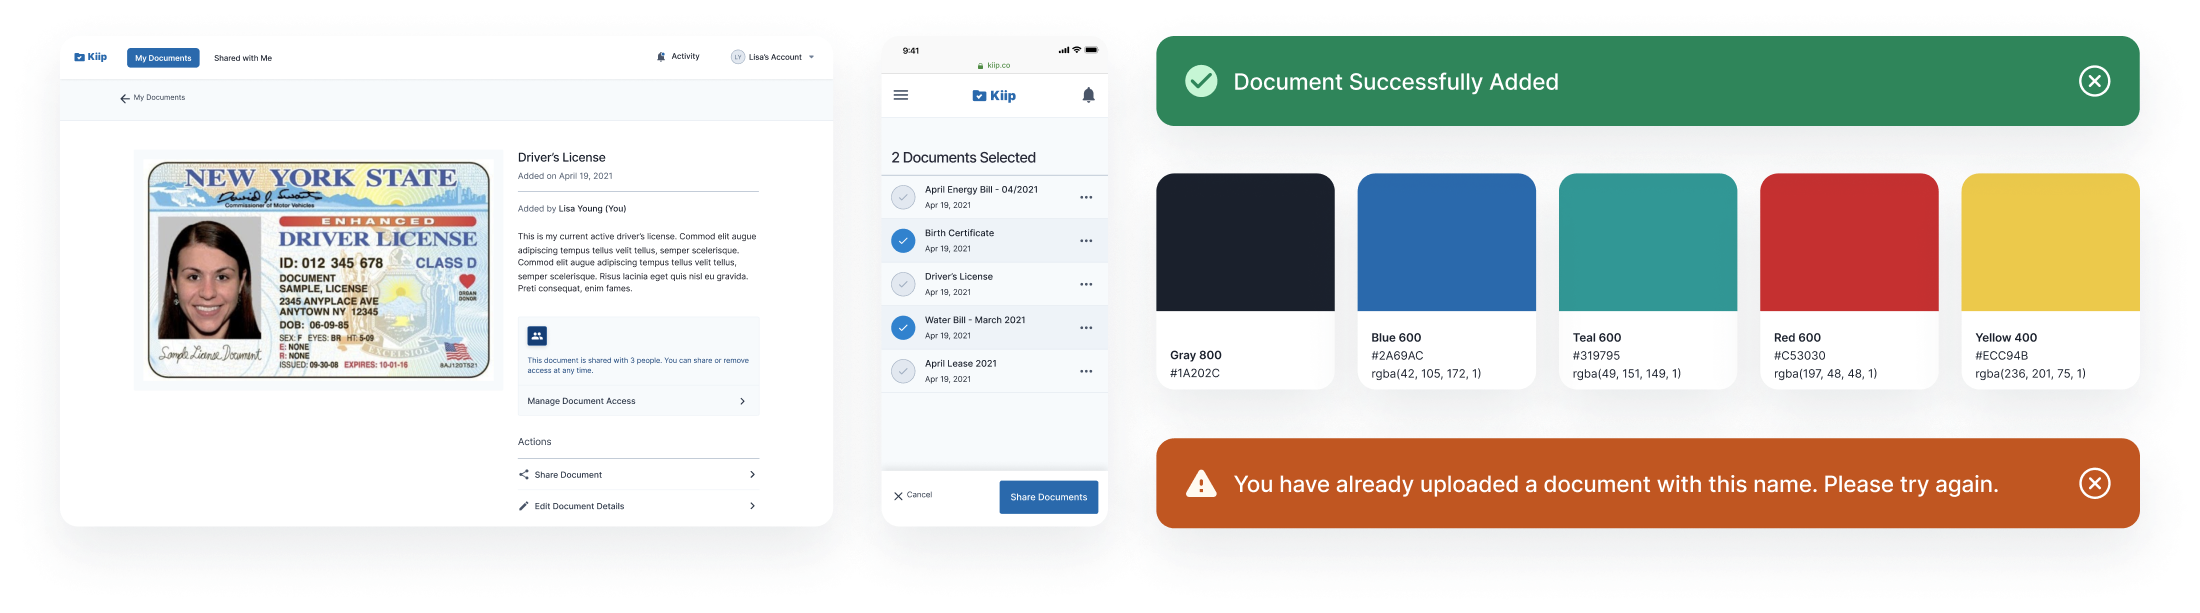 Kiip
My Documents
Shared with Me
Activity
LY
Lisa's Account
My Documents
NEW YORK STATE
Commissioner of Motor Vehicles
ENHANCED
DRIVER LICENSE
ID: 012 345 678
CLASS D
DOCUMENT
SAMPLE, LICENSE
2345 ANYPLACE AVE
ANYTOWN NY 12345
DOB: 06-09-85
SEX: F EYES: BR HT: 5-09
E: NONE
R: NONE
ISSUED: 09-30-08 EXPIRES: 10-01-16
ORGAN
DONOR
EXCELSIOR
Sample License Document
8AJ120T521
Driver's License
Added on April 19, 2021
Added by Lisa Young (You)
This is my current active driver's license. Commod elit augue
adipiscing tempus tellus velit tellus, semper scelerisque.
Commod elit augue adipiscing tempus tellus velit tellus,
semper scelerisque. Risus lacinia eget quis nisl eu gravida.
Preti consequat, enim fames.
This document is shared with 3 people. You can share or remove
access at any time.
Manage Document Access
Actions
Share Document
Edit Document Details
9:41
kiip.co
Kiip
2 Documents Selected
April Energy Bill - 04/2021
Apr 19, 2021
Birth Certificate
Apr 19, 2021
Driver's License
Apr 19, 2021
Water Bill - March 2021
Apr 19, 2021
April Lease 2021
Apr 19, 2021
Cancel
Share Documents
Document Successfully Added
Gray 800
#1A202C
Blue 600
#2A69AC
rgba(42, 105, 172, 1)
Teal 600
#319795
rgba(49, 151, 149, 1)
Red 600
#C53030
rgba(197, 48, 48, 1)
Yellow 400
#ECC94B
rgba(236, 201, 75, 1)
You have already uploaded a document with this name. Please try again.